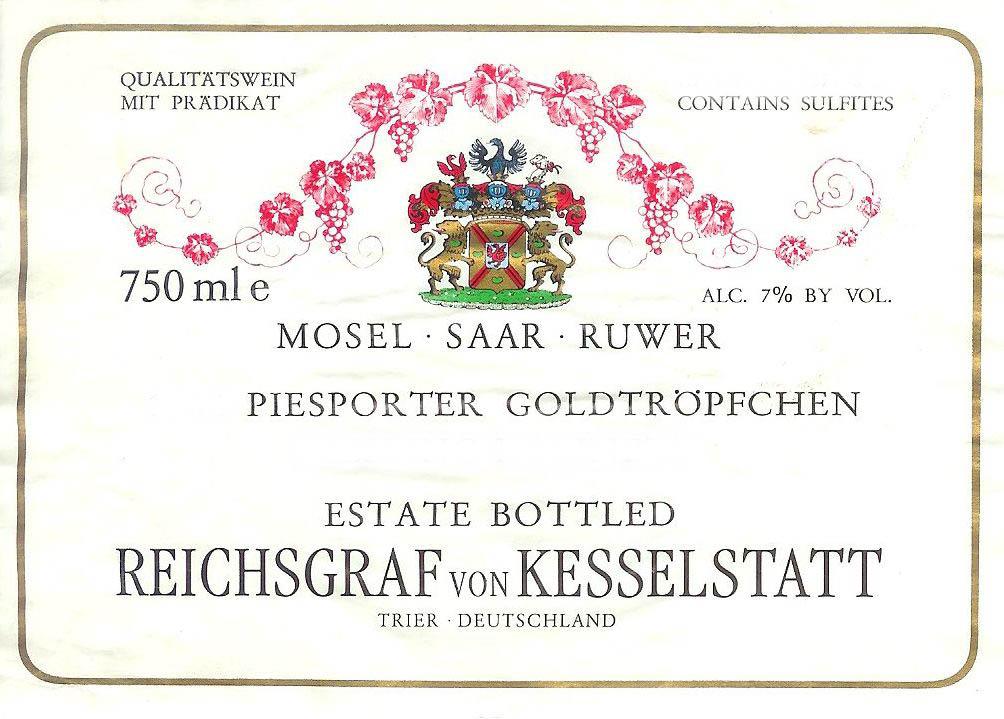 QUALITÄTSWEIN
MIT PRÄDIKAT
CONTAINS SULFITES
750 ml e
ALC. 7% BY VOL.
MOSEL · SAAR · RUWER
PIESPORTER GOLDTRÖPFCHEN
ESTATE BOTTLED
REICHSGRAF VON KESSELSTATT
TRIER · DEUTSCHLAND